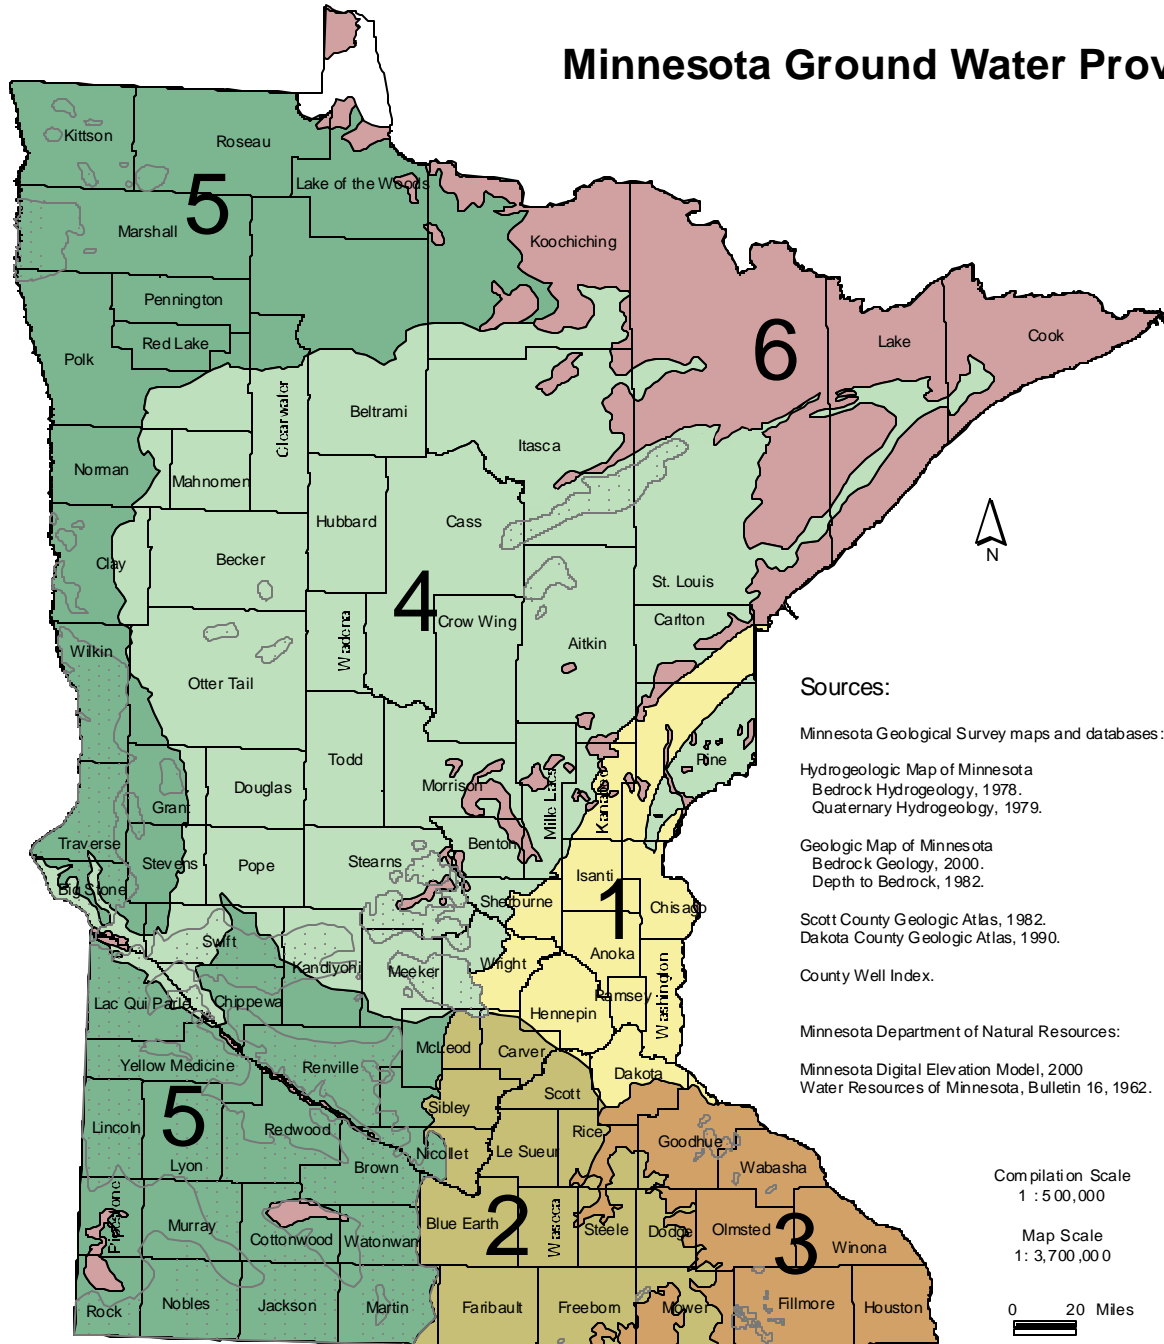 Minnesota Ground Water Prov
Kittson
Roseau
Lake of the Woods
5
Marshall
Koochiching
Pennington
Red Lake
Polk
6
Lake
Cook
Clearwater
Beltrami
Itasca
Norman
Mahnomen
Hubbard
Cass
N
Clay
Becker
St. Louis
4
Crow Wing
Carlton
Wadena
Aitkin
Wilkin
Otter Tail
Sources:
Minnesota Geological Survey maps and databases:
Todd
Pine
Hydrogeologic Map of Minnesota
Bedrock Hydrogeology, 1978.
Quaternary Hydrogeology, 1979.
Grant
Douglas
Morrison
Mille Lacs
Kanabec
Traverse
Benton
Geologic Map of Minnesota
Bedrock Geology, 2000.
Depth to Bedrock, 1982.
Stevens
Pope
Stearns
Isanti
Big Stone
Sherburne
1
Chisago
Scott County Geologic Atlas, 1982.
Dakota County Geologic Atlas, 1990.
Swift
Anoka
Kandiyohi
Meeker
Wright
County Well Index.
Lac Qui Parle
Chippewa
Hennepin
Ramsey
Washington
Minnesota Department of Natural Resources:
McLeod
Carver
Yellow Medicine
Renville
Dakota
Minnesota Digital Elevation Model, 2000
Water Resources of Minnesota, Bulletin 16, 1962.
Scott
Sibley
5
Lincoln
Redwood
Rice
Goodhue
Lyon
Brown
Nicollet
Le Sueur
Wabasha
Compilation Scale
1 : 500,000
Pipestone
Murray
Cottonwood
Watonwan
Blue Earth
2
Waseca
Steele
Dodge
Olmsted
3
Winona
Map Scale
1: 3,700,000
Rock
Nobles
Jackson
Martin
Faribault
Freeborn
Mower
Fillmore
Houston
0 20 Miles